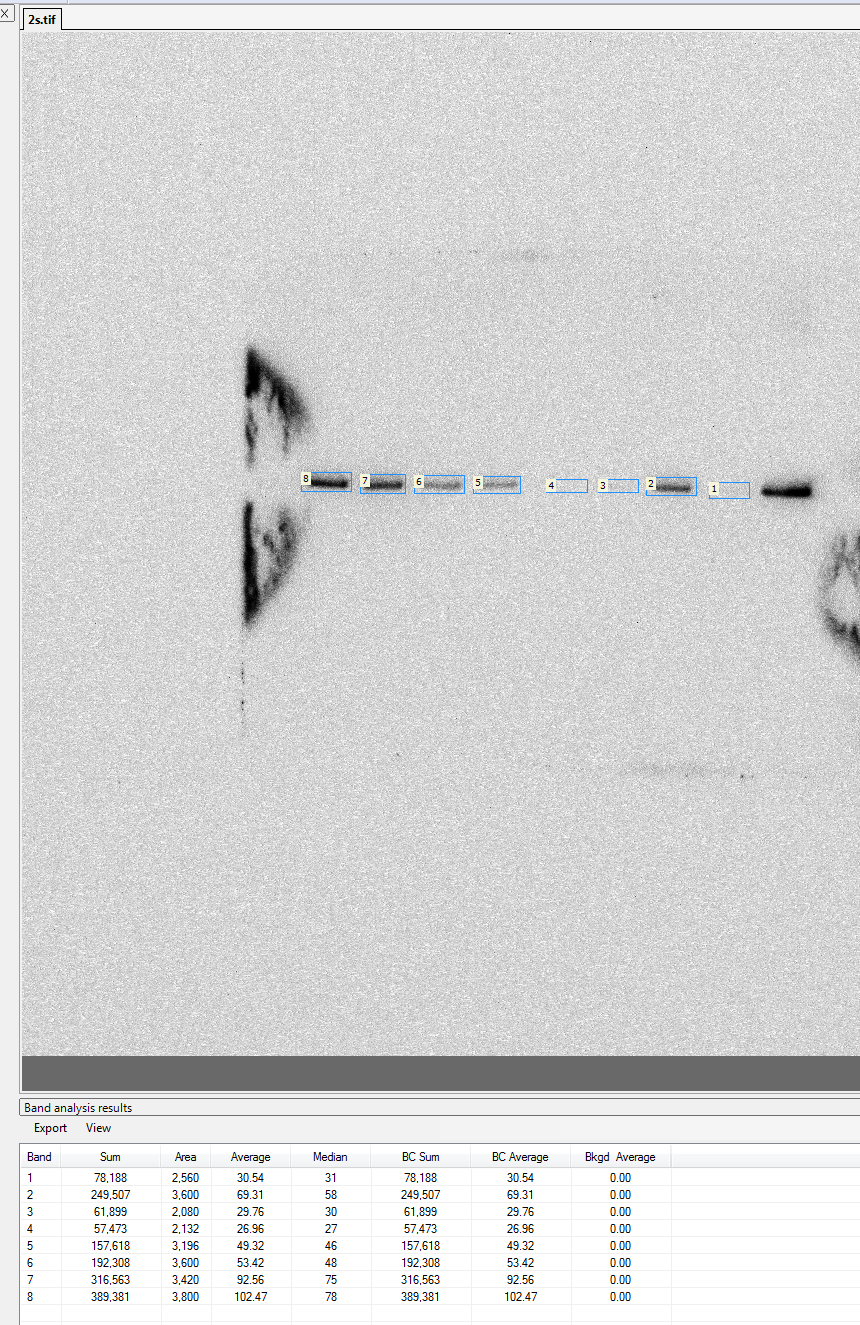 X
2s.tif
8 7 6 5 4 3 2 1
Band analysis results
Export View
Band Sum Area Average Median BC Sum BC Average Bkgd Average
1 78,188 2,560 30.54 31 78,188 30.54 0.00
2 249,507 3,600 69.31 58 249,507 69.31 0.00
3 61,899 2,080 29.76 30 61,899 29.76 0.00
4 57,473 2,132 26.96 27 57,473 26.96 0.00
5 157,618 3,196 49.32 46 157,618 49.32 0.00
6 192,308 3,600 53.42 48 192,308 53.42 0.00
7 316,563 3,420 92.56 75 316,563 92.56 0.00
8 389,381 3,800 102.47 78 389,381 102.47 0.00